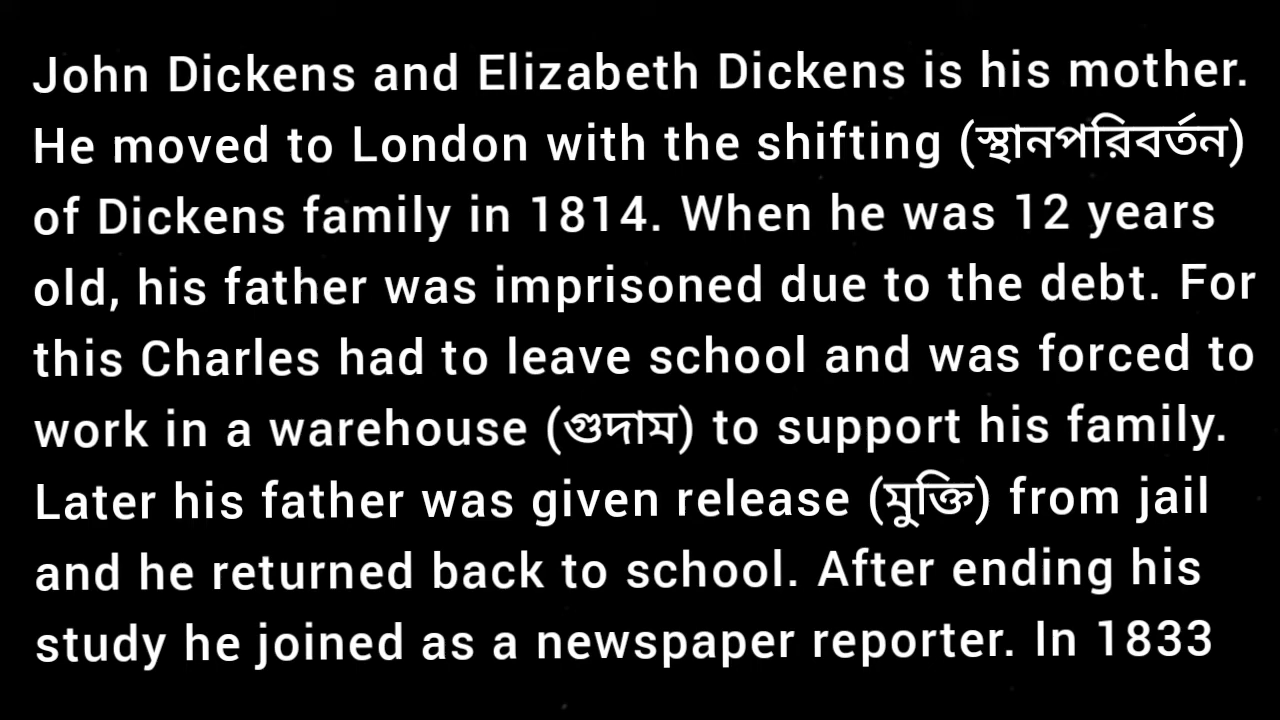 John Dickens and Elizabeth Dickens is his mother.
He moved to London with the shifting (স্থানপরিবর্তন)
of Dickens family in 1814. When he was 12 years
old, his father was imprisoned due to the debt. For
this Charles had to leave school and was forced to
work in a warehouse (গুদাম) to support his family.
Later his father was given release (মুক্তি) from jail
and he returned back to school. After ending his
study he joined as a newspaper reporter. In 1833